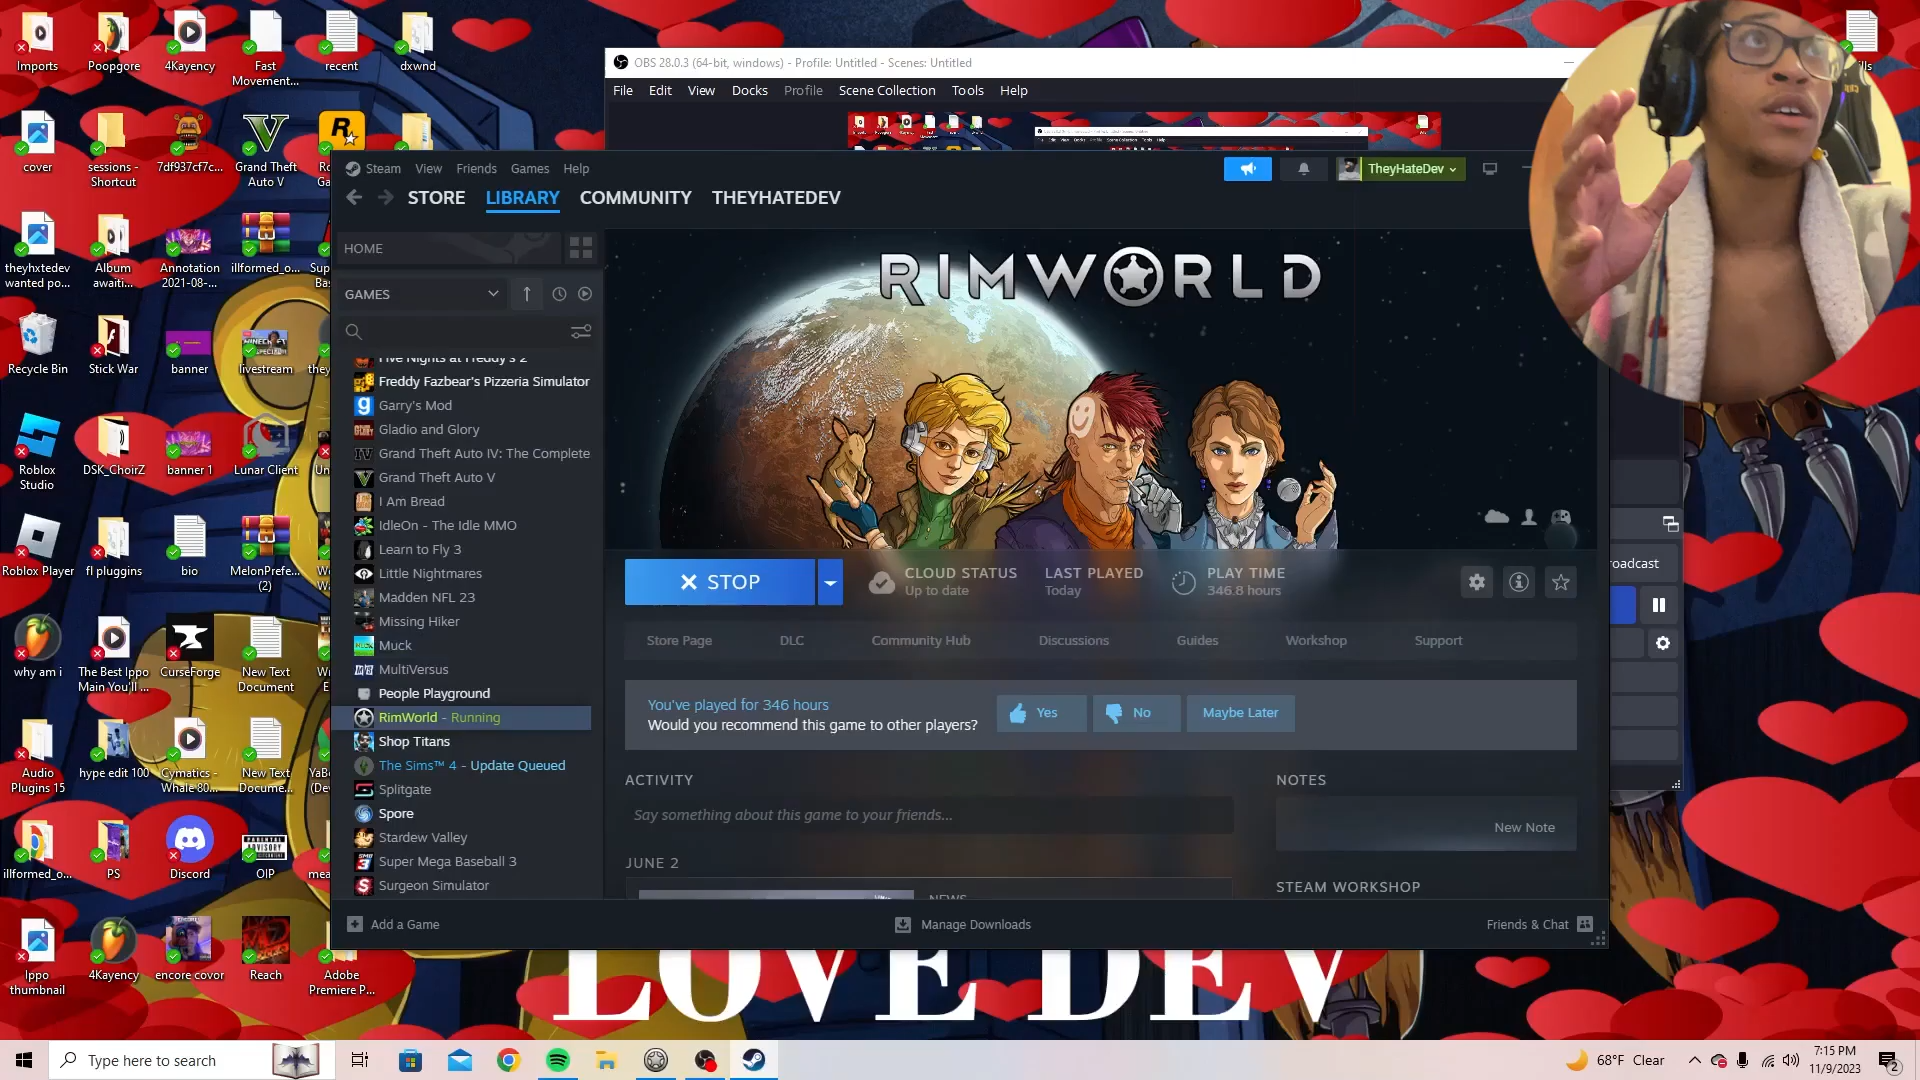 Imports
Poopgore
4Kayency
Fast
Movement...
recent
dxwnd
cover
sessions -
Shortcut
7df937cf7c...
Grand Theft
Auto V
theyhxtedev
wanted po...
Album
awaiti...
Annotation
2021-08-...
illformed_o...
Recycle Bin
Stick War
banner
livestream
Roblox
Studio
DSK_ChoirZ
banner 1
Lunar Client
Roblox Player
fl pluggins
bio
MelonPrefe...
(2)
why am i
The Best Ippo
Main You'll ...
CurseForge
New Text
Document
Audio
Plugins 15
hype edit 100
Cymatics -
Whale 80...
New Text
Docume...
illformed_o...
PS
Discord
OIP
Ippo
thumbnail
4Kayency
encore covor
Reach
Adobe
Premiere P...
OBS 28.0.3 (64-bit, windows) - Profile: Untitled - Scenes: Untitled
File Edit View Docks Profile Scene Collection Tools Help
Steam View Friends Games Help
TheyHateDev
STORE LIBRARY COMMUNITY THEYHATEDEV
HOME
GAMES
Five Nights at Freddy's 2
Freddy Fazbear's Pizzeria Simulator
Garry's Mod
Gladio and Glory
Grand Theft Auto IV: The Complete
Grand Theft Auto V
I Am Bread
IdleOn - The Idle MMO
Learn to Fly 3
Little Nightmares
Madden NFL 23
Missing Hiker
Muck
MultiVersus
People Playground
RimWorld - Running
Shop Titans
The Sims™ 4 - Update Queued
Splitgate
Spore
Stardew Valley
Super Mega Baseball 3
Surgeon Simulator
RIMWORLD
STOP
CLOUD STATUS
Up to date
LAST PLAYED
Today
PLAY TIME
346.8 hours
Store Page DLC Community Hub Discussions Guides Workshop Support
You've played for 346 hours
Would you recommend this game to other players?
Yes No Maybe Later
ACTIVITY
Say something about this game to your friends...
JUNE 2
NEWS
NOTES
New Note
STEAM WORKSHOP
Add a Game
Manage Downloads
Friends & Chat
roadcast
LOVE DEV
Type here to search
68°F Clear
7:15 PM
11/9/2023
2